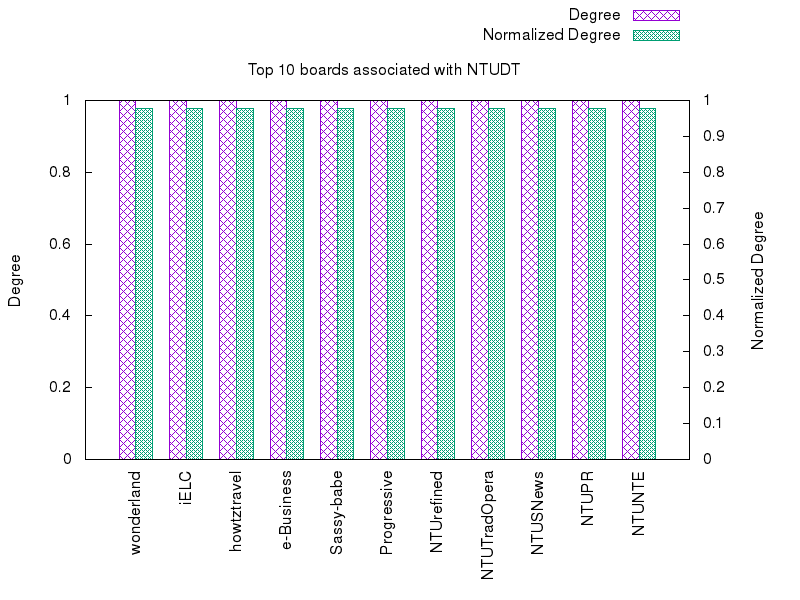 Degree
Normalized Degree
Top 10 boards associated with NTUDT
1
0.8
0.6
0.4
0.2
0
Degree
1
0.9
0.8
0.7
0.6
0.5
0.4
0.3
0.2
0.1
0
Normalized Degree
wonderland
iELC
howtztravel
e-Business
Sassy-babe
Progressive
NTUrefined
NTUTradOpera
NTUSNews
NTUPR
NTUNTE